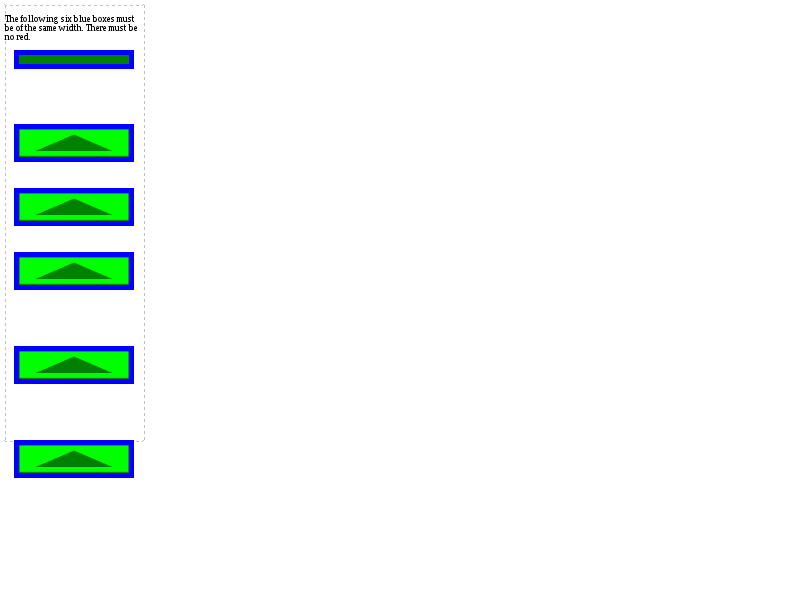 The following six blue boxes must
be of the same width. There must be
no red.